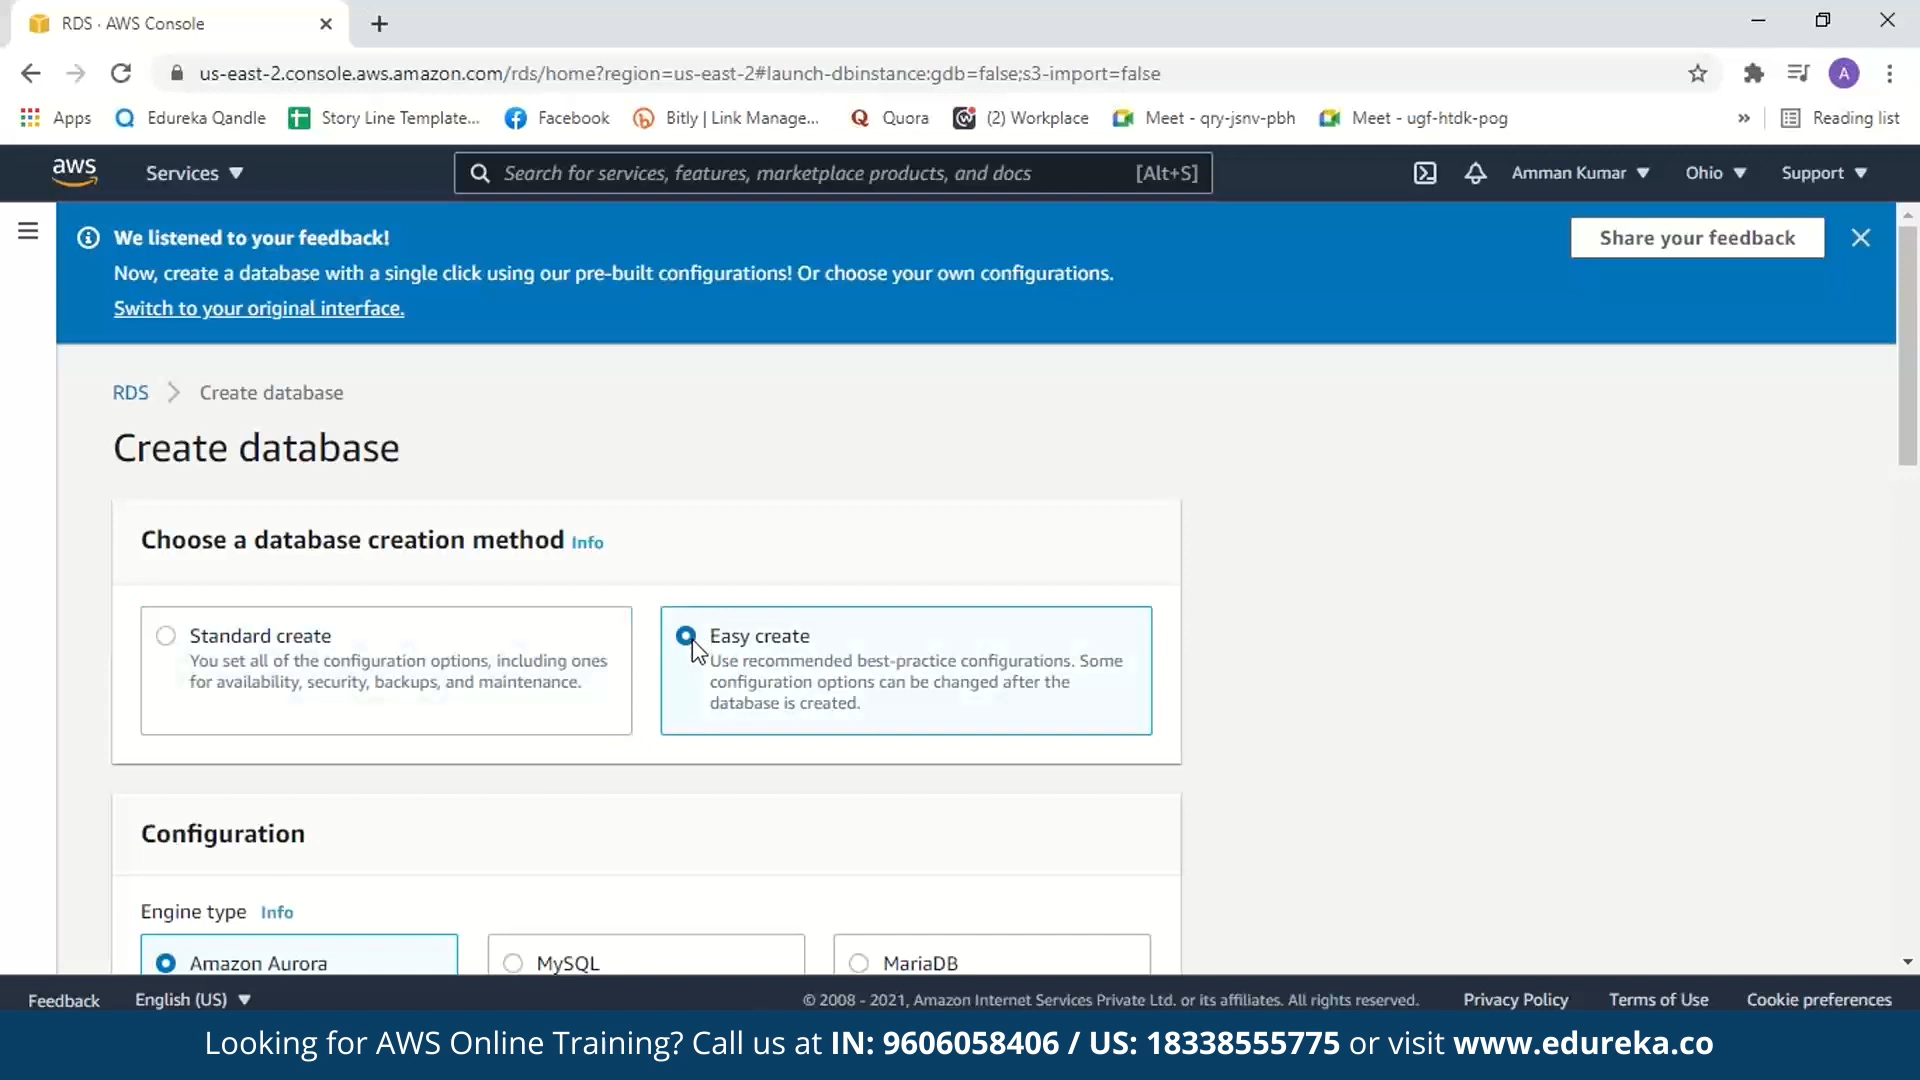 RDS · AWS Console
us-east-2.console.aws.amazon.com/rds/home?region=us-east-2#launch-dbinstance:gdb=false;s3-import=false
Apps Edureka Qandle Story Line Template... Facebook Bitly | Link Manage... Quora (2) Workplace Meet - qry-jsnv-pbh Meet - ugf-htdk-pog » Reading list
aws Services Search for services, features, marketplace products, and docs [Alt+S] Amman Kumar Ohio Support
We listened to your feedback! Share your feedback
Now, create a database with a single click using our pre-built configurations! Or choose your own configurations.
Switch to your original interface.
RDS Create database
Create database
Choose a database creation method Info
Standard create
You set all of the configuration options, including ones
for availability, security, backups, and maintenance.
Easy create
Use recommended best-practice configurations. Some
configuration options can be changed after the
database is created.
Configuration
Engine type Info
Amazon Aurora MySQL MariaDB
Feedback English (US) © 2008 - 2021, Amazon Internet Services Private Ltd. or its affiliates. All rights reserved. Privacy Policy Terms of Use Cookie preferences
Looking for AWS Online Training? Call us at IN: 9606058406 / US: 18338555775 or visit www.edureka.co